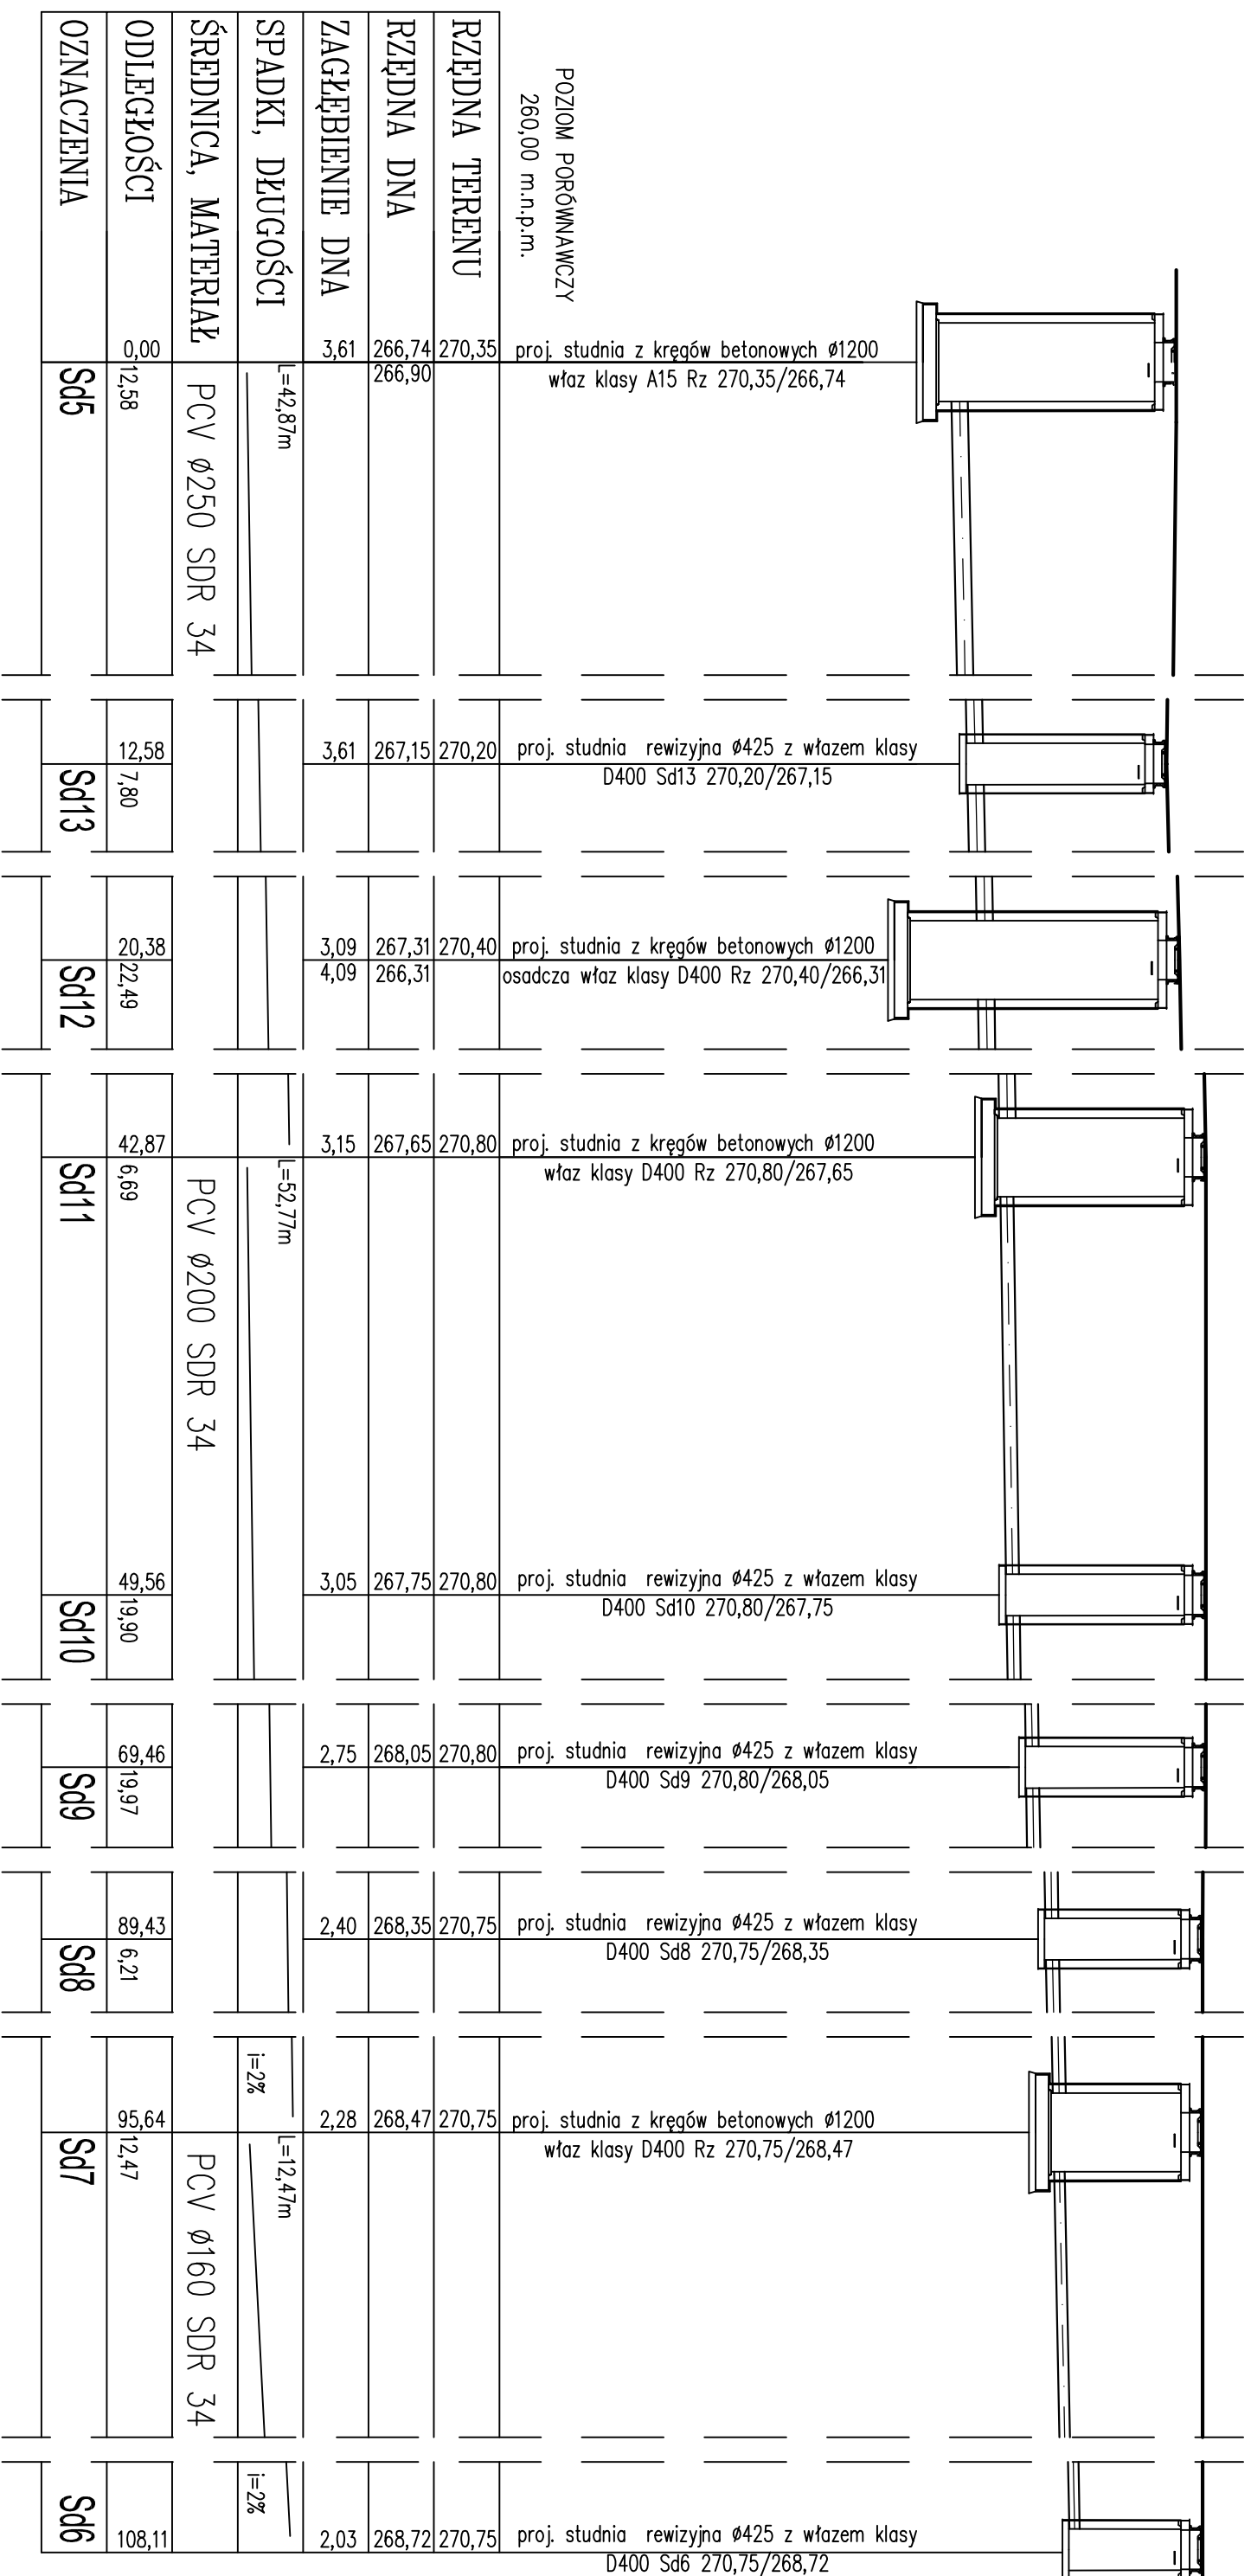 POZIOM PORÓWNAWCZY
260,00 m.n.p.m.
RZĘDNA TERENU
RZĘDNA DNA
ZAGŁĘBIENIE DNA
SPADKI, DŁUGOŚCI
ŚREDNICA, MATERIAŁ
ODLEGŁOŚCI
OZNACZENIA
proj. studnia z kręgów betonowych ø1200
właz klasy A15 Rz 270,35/266,74
270,35
266,74
266,90
3,61
L=42,87m
PCV ø250 SDR 34
0,00
12,58
Sd5
proj. studnia rewizyjna ø425 z włazem klasy
D400 Sd13 270,20/267,15
270,20
267,15
3,61
12,58
7,80
Sd13
proj. studnia z kręgów betonowych ø1200
osadcza właz klasy D400 Rz 270,40/266,31
270,40
267,31
266,31
3,09
4,09
20,38
22,49
Sd12
proj. studnia z kręgów betonowych ø1200
właz klasy D400 Rz 270,80/267,65
270,80
267,65
3,15
L=52,77m
PCV ø200 SDR 34
42,87
6,69
Sd11
proj. studnia rewizyjna ø425 z włazem klasy
D400 Sd10 270,80/267,75
270,80
267,75
3,05
49,56
19,90
Sd10
proj. studnia rewizyjna ø425 z włazem klasy
D400 Sd9 270,80/268,05
270,80
268,05
2,75
69,46
19,97
Sd9
proj. studnia rewizyjna ø425 z włazem klasy
D400 Sd8 270,75/268,35
270,75
268,35
2,40
89,43
6,21
Sd8
proj. studnia z kręgów betonowych ø1200
właz klasy D400 Rz 270,75/268,47
270,75
268,47
2,28
i=2%
L=12,47m
PCV ø160 SDR 34
95,64
12,47
Sd7
proj. studnia rewizyjna ø425 z włazem klasy
D400 Sd6 270,75/268,72
270,75
268,72
2,03
i=2%
108,11
Sd6